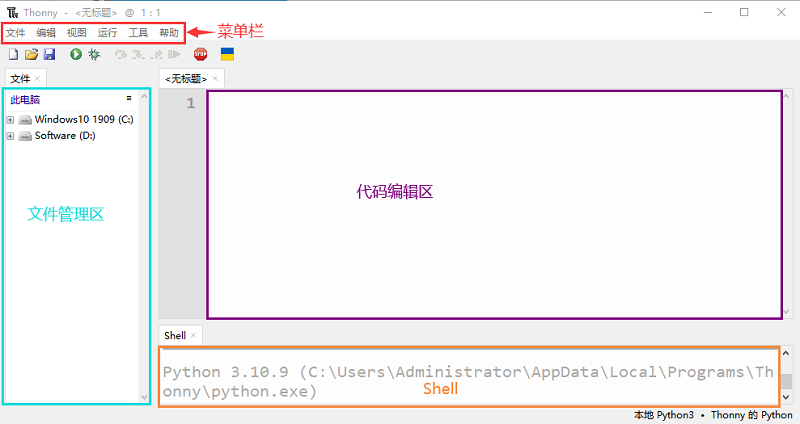 Thonny - <无标题> @ 1 : 1
文件 编辑 视图 运行 工具 帮助 菜单栏
STOP
文件 × <无标题> ×
此电脑 ≡
1
Windows10 1909 (C:)
Software (D:)
代码编辑区
文件管理区
Shell ×
Python 3.10.9 (C:\Users\Administrator\AppData\Local\Programs\Th
onny\python.exe)
Shell
本地 Python3 • Thonny 的 Python